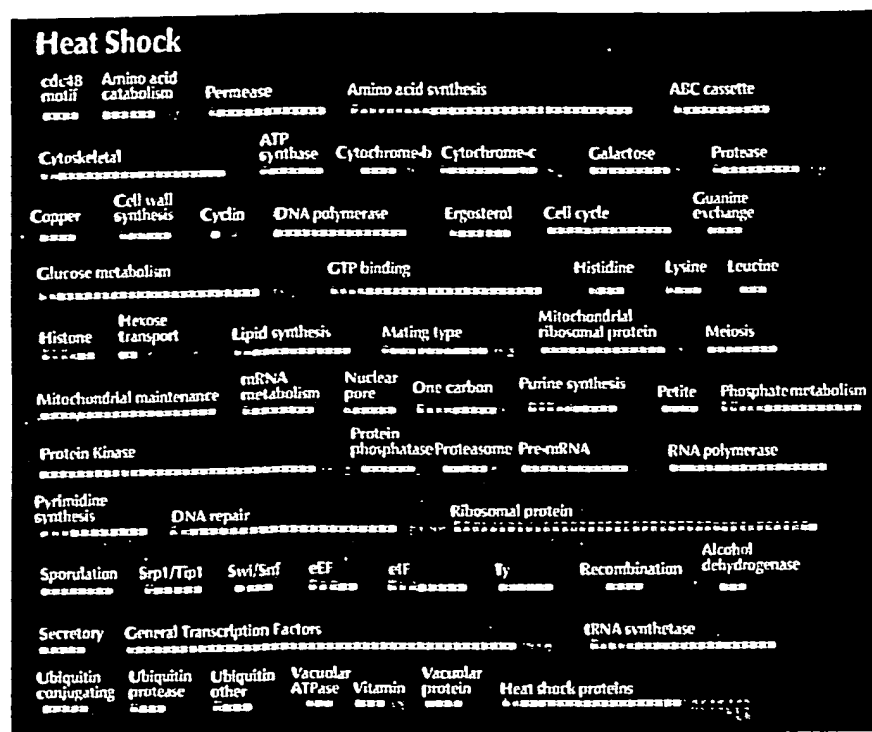 Heat Shock
cdc48 motif
Amino acid catabolism
Permease
Amino acid synthesis
ABC cassette
Cytoskeletal
ATP synthase
Cytochrome-b
Cytochrome-c
Galactose
Protease
Copper
Cell wall synthesis
Cyclin
DNA polymerase
Ergosterol
Cell cycle
Guanine exchange
Glucose metabolism
GTP binding
Histidine
Lysine
Leucine
Histone
Hexose transport
Lipid synthesis
Mating type
Mitochondrial ribosomal protein
Meiosis
Mitochondrial maintenance
mRNA metabolism
Nuclear pore
One carbon
Purine synthesis
Petite
Phosphate metabolism
Protein Kinase
Protein phosphatase
Proteasome
Pre-mRNA
RNA polymerase
Pyrimidine synthesis
DNA repair
Ribosomal protein
Sporulation
Srp1/Tip1
Swi/Snf
eEF
eIF
Ty
Recombination
Alcohol dehydrogenase
Secretory
General Transcription Factors
tRNA synthetase
Ubiquitin conjugating
Ubiquitin protease
Ubiquitin other
Vacuolar ATPase
Vitamin
Vacuolar protein
Heat shock proteins